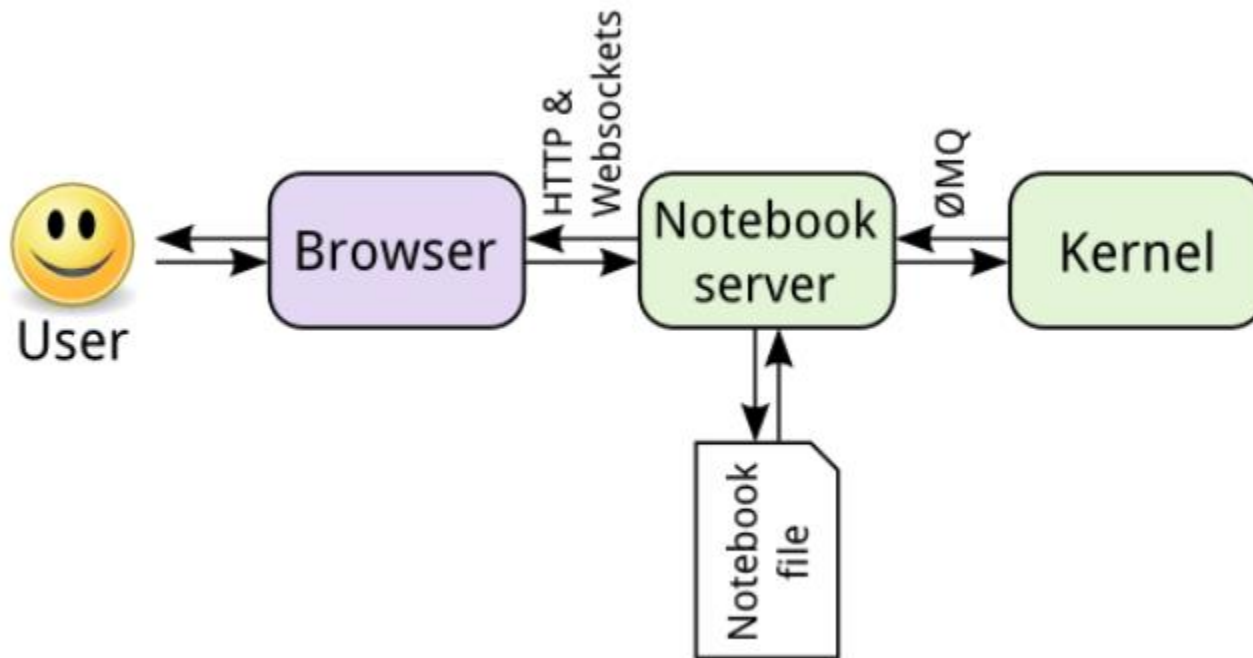 User
Browser
HTTP &
Websockets
Notebook
server
ØMQ
Kernel
Notebook
file